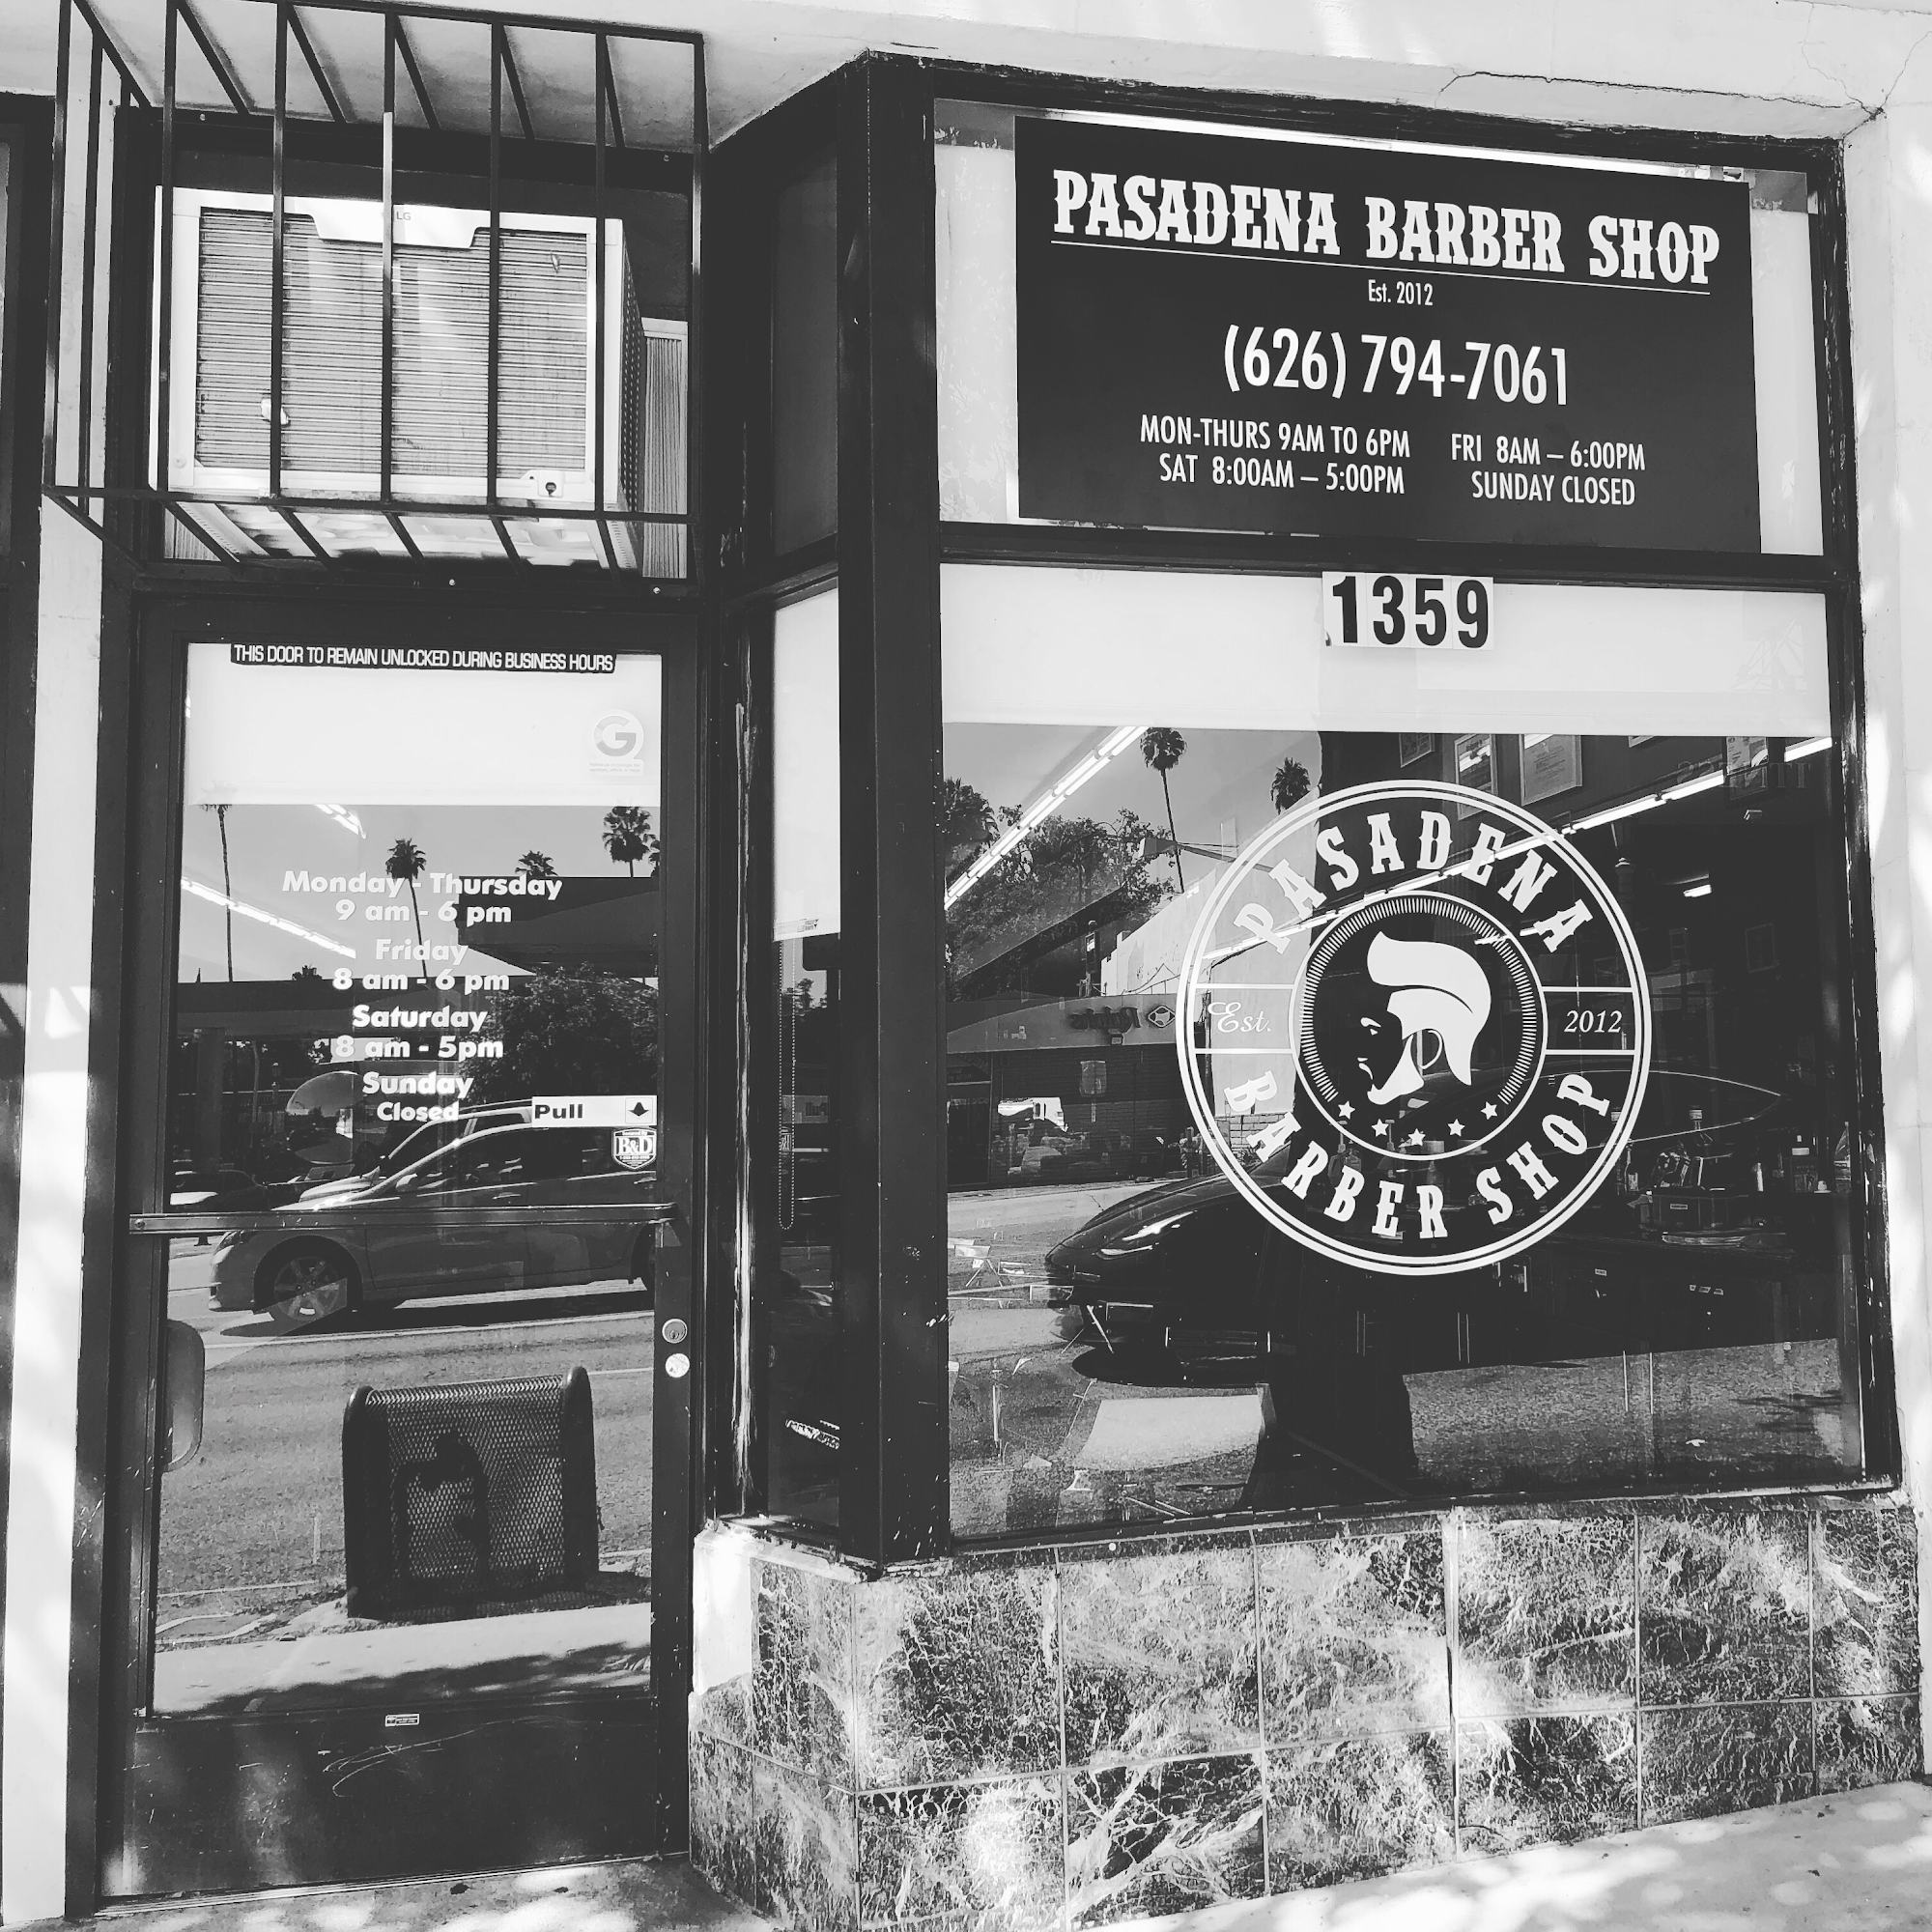 LG
PASADENA BARBER SHOP
Est. 2012
(626) 794-7061
MON-THURS 9AM TO 6PM FRI 8AM – 6:00PM
SAT 8:00AM – 5:00PM SUNDAY CLOSED
1359
THIS DOOR TO REMAIN UNLOCKED DURING BUSINESS HOURS
G
Monday - Thursday
9 am - 6 pm
Friday
8 am - 6 pm
Saturday
8 am - 5pm
Sunday
Closed
Pull
B&D
PASADENA
Est. 2012
BARBER SHOP